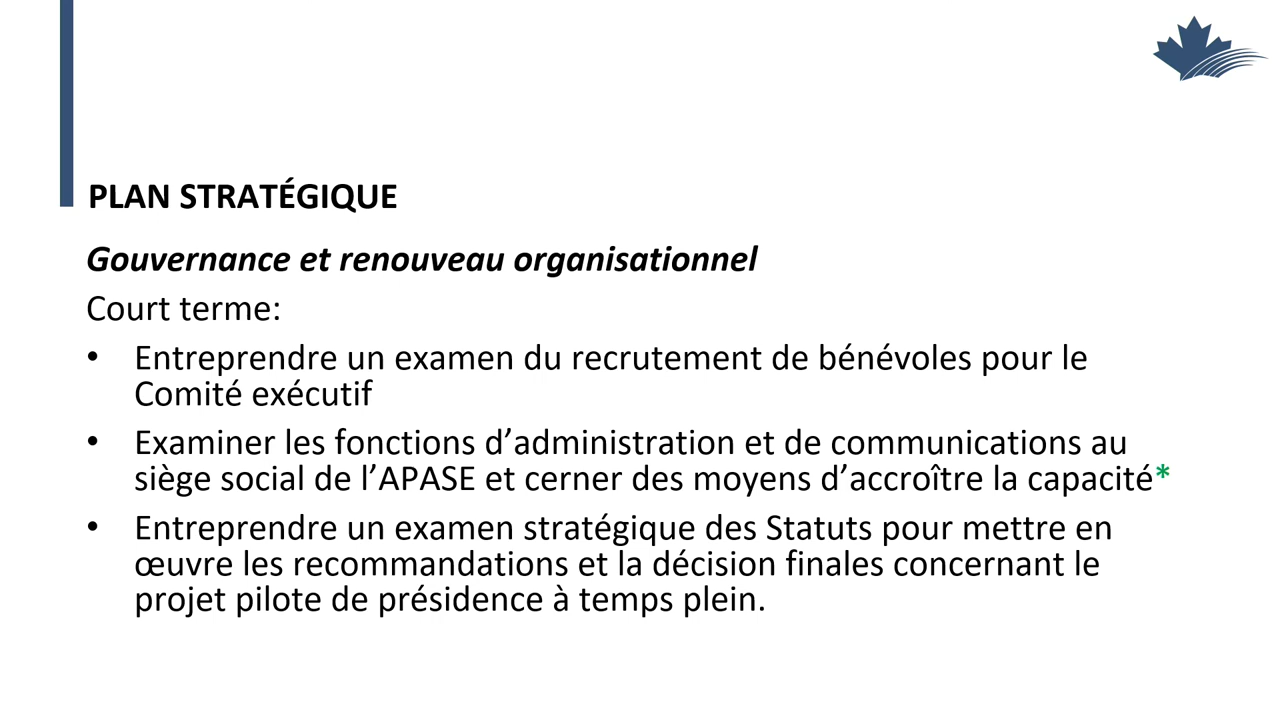 PLAN STRATÉGIQUE
Gouvernance et renouveau organisationnel
Court terme:
• Entreprendre un examen du recrutement de bénévoles pour le
Comité exécutif
• Examiner les fonctions d’administration et de communications au
siège social de l’APASE et cerner des moyens d’accroître la capacité*
• Entreprendre un examen stratégique des Statuts pour mettre en
œuvre les recommandations et la décision finales concernant le
projet pilote de présidence à temps plein.